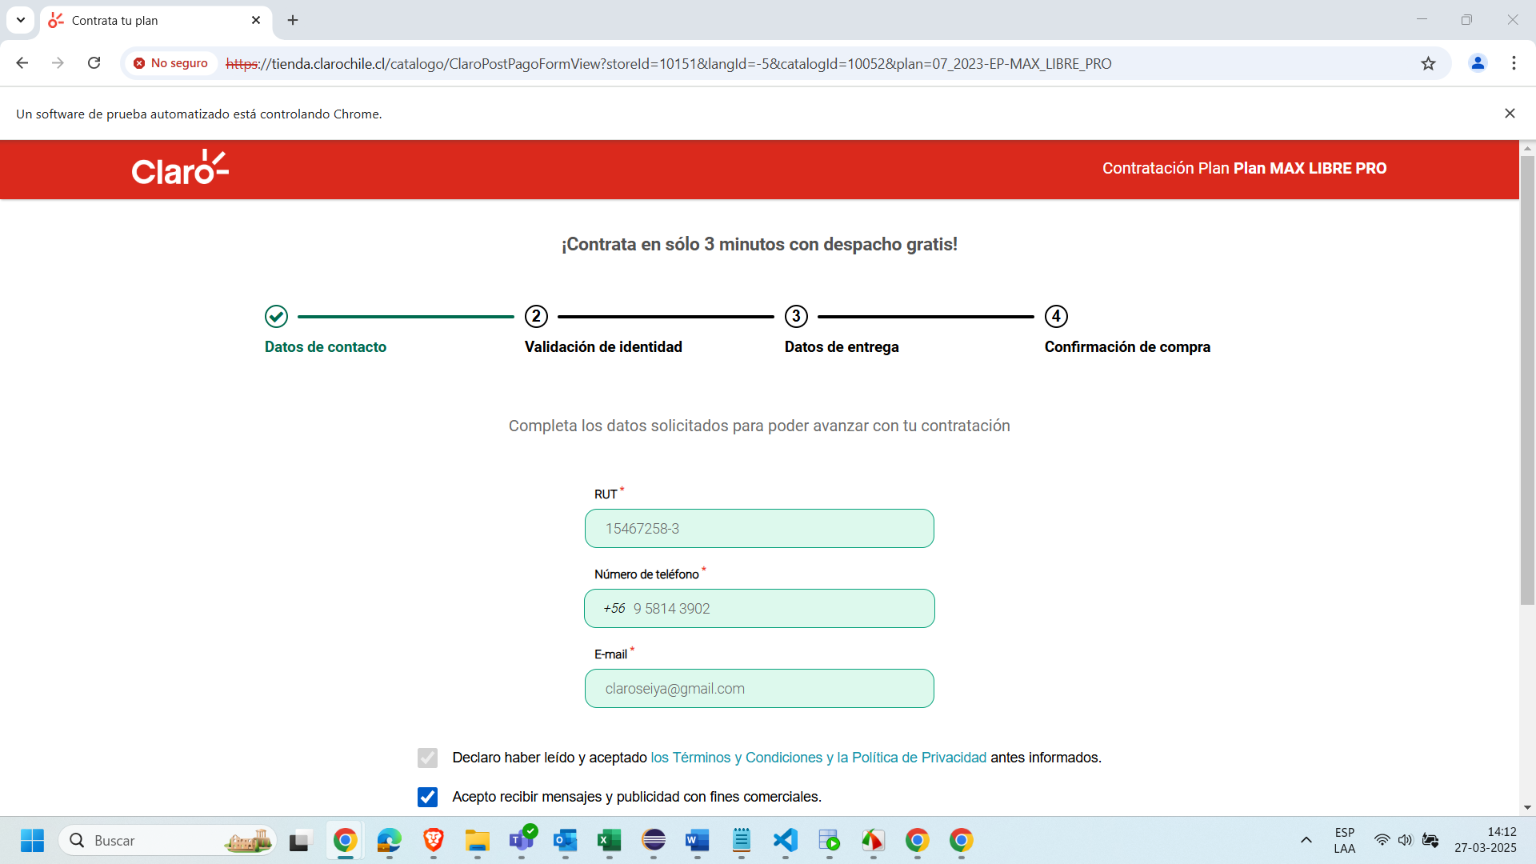 Contrata tu plan
No seguro
https://tienda.clarochile.cl/catalogo/ClaroPostPagoFormView?storeId=10151&langId=-5&catalogId=10052&plan=07_2023-EP-MAX_LIBRE_PRO
Un software de prueba automatizado está controlando Chrome.
Claro
Contratación Plan Plan MAX LIBRE PRO
¡Contrata en sólo 3 minutos con despacho gratis!
2
3
4
Datos de contacto
Validación de identidad
Datos de entrega
Confirmación de compra
Completa los datos solicitados para poder avanzar con tu contratación
RUT *
15467258-3
Número de teléfono *
+56 9 5814 3902
E-mail *
claroseiya@gmail.com
Declaro haber leído y aceptado los Términos y Condiciones y la Política de Privacidad antes informados.
Acepto recibir mensajes y publicidad con fines comerciales.
Buscar
ESP
LAA
14:12
27-03-2025